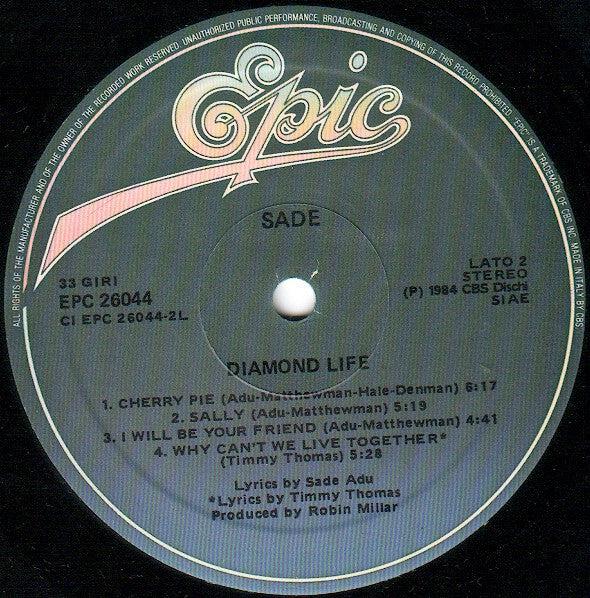 ALL RIGHTS OF THE MANUFACTURER AND OF THE OWNER OF THE RECORDED WORK RESERVED. UNAUTHORIZED PUBLIC PERFORMANCE, BROADCASTING AND COPYING OF THIS RECORD PROHIBITED. "EPIC" IS A TRADEMARK OF CBS INC. MADE IN ITALY BY CBS.
Epic
SADE
33 GIRI
EPC 26044
CI EPC 26044-2L
LATO 2
STEREO
(P) 1984 CBS Dischi
SIAE
DIAMOND LIFE
1. CHERRY PIE (Adu-Matthewman-Hale-Denman) 6:17
2. SALLY (Adu-Matthewman) 5:19
3. I WILL BE YOUR FRIEND (Adu-Matthewman) 4:41
4. WHY CAN'T WE LIVE TOGETHER*
(Timmy Thomas) 5:28
Lyrics by Sade Adu
*Lyrics by Timmy Thomas
Produced by Robin Millar